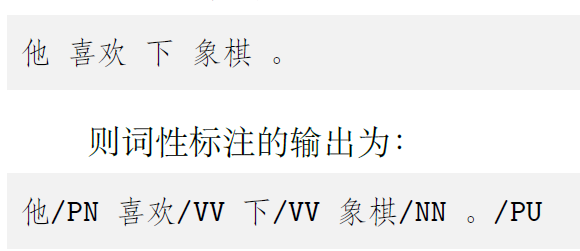 他 喜欢 下 象棋 。
则词性标注的输出为：
他/PN 喜欢/VV 下/VV 象棋/NN 。/PU